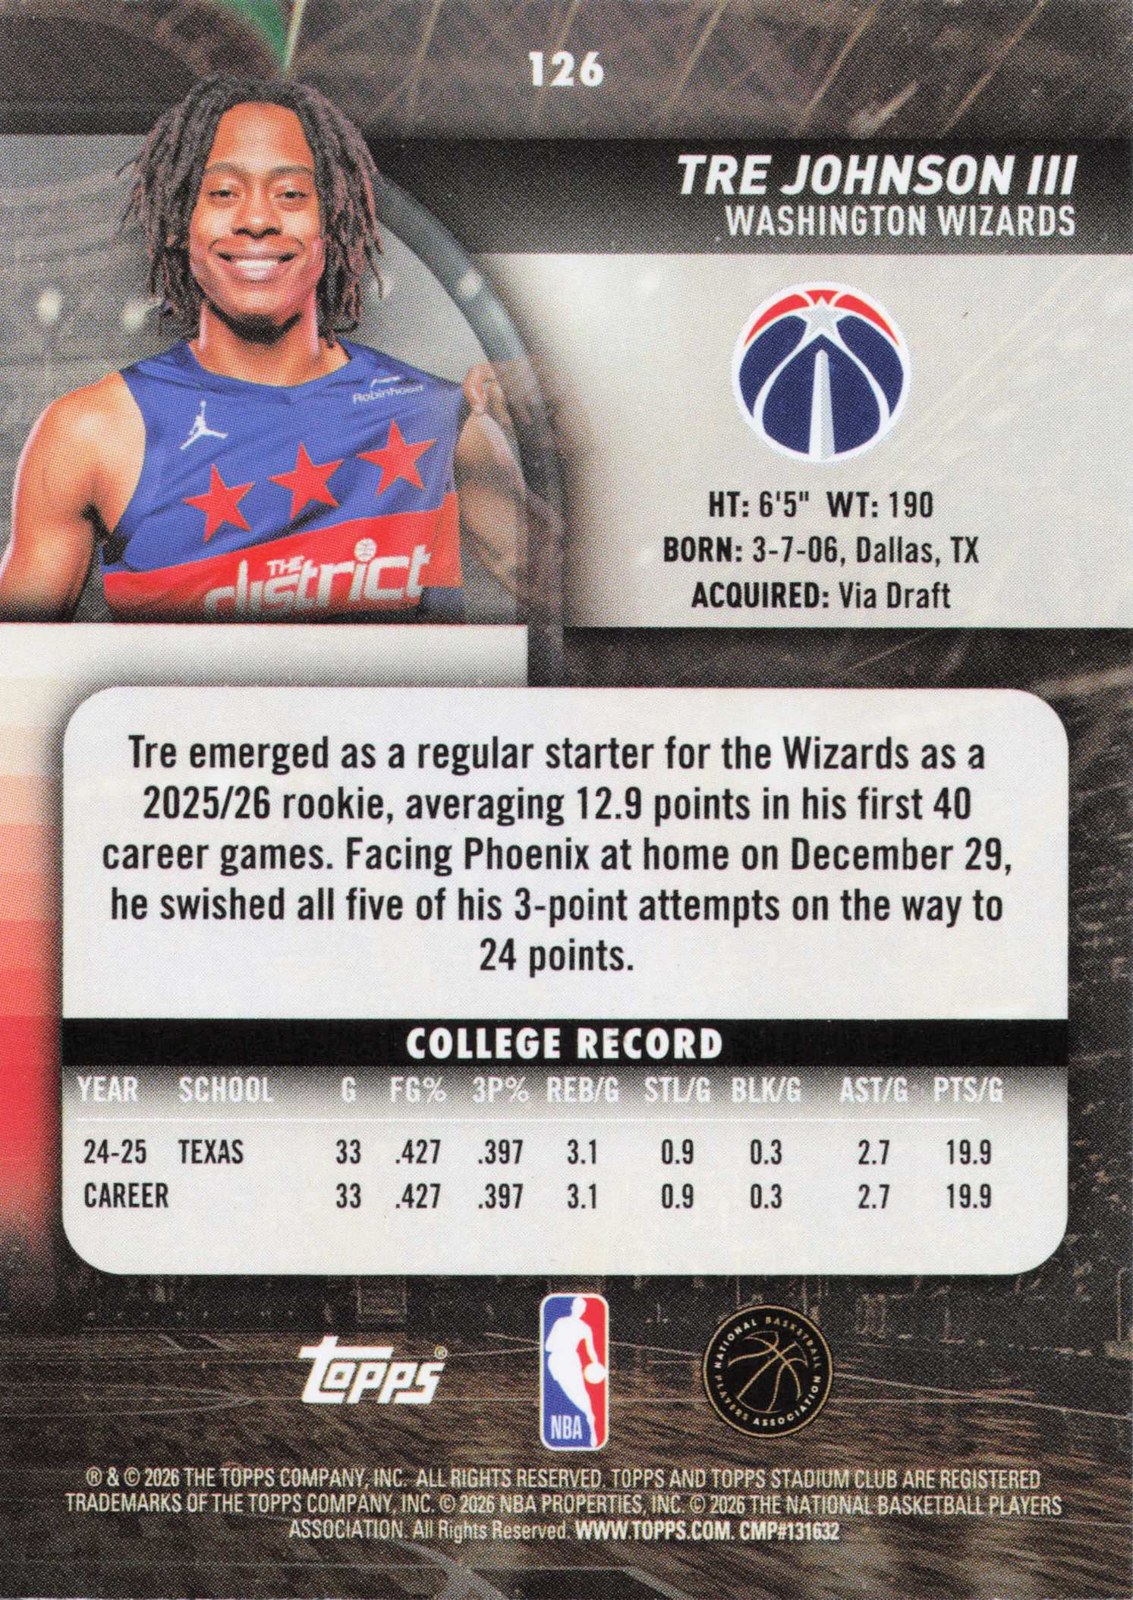 126
TRE JOHNSON III
WASHINGTON WIZARDS
Robinhood
THE
district
HT: 6'5" WT: 190
BORN: 3-7-06, Dallas, TX
ACQUIRED: Via Draft
Tre emerged as a regular starter for the Wizards as a
2025/26 rookie, averaging 12.9 points in his first 40
career games. Facing Phoenix at home on December 29,
he swished all five of his 3-point attempts on the way to
24 points.
COLLEGE RECORD
YEAR SCHOOL G FG% 3P% REB/G STL/G BLK/G AST/G PTS/G
24-25 TEXAS 33 .427 .397 3.1 0.9 0.3 2.7 19.9
CAREER 33 .427 .397 3.1 0.9 0.3 2.7 19.9
topps®
NBA
NATIONAL BASKETBALL PLAYERS ASSOCIATION
® & © 2026 THE TOPPS COMPANY, INC. ALL RIGHTS RESERVED. TOPPS AND TOPPS STADIUM CLUB ARE REGISTERED
TRADEMARKS OF THE TOPPS COMPANY, INC. © 2026 NBA PROPERTIES, INC. © 2026 THE NATIONAL BASKETBALL PLAYERS
ASSOCIATION. All Rights Reserved. WWW.TOPPS.COM. CMP#131632